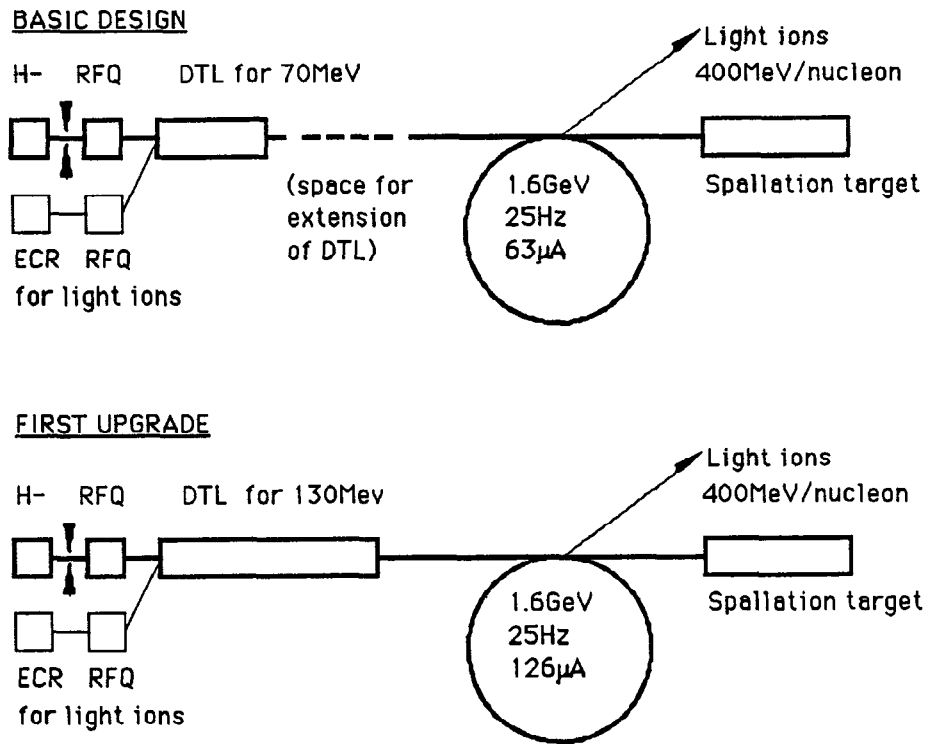 BASIC DESIGN
H- RFQ DTL for 70MeV
Light ions
400MeV/nucleon
(space for
extension
of DTL)
1.6GeV
25Hz
63μA
Spallation target
ECR RFQ
for light ions
FIRST UPGRADE
H- RFQ DTL for 130Mev
Light ions
400MeV/nucleon
1.6GeV
25Hz
126μA
Spallation target
ECR RFQ
for light ions